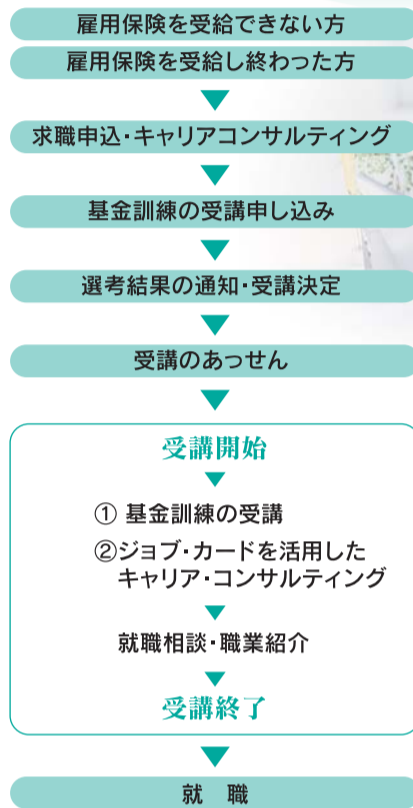 雇用保険を受給できない方
雇用保険を受給し終わった方
求職申込・キャリアコンサルティング
基金訓練の受講申し込み
選考結果の通知・受講決定
受講のあっせん
受講開始
① 基金訓練の受講
②ジョブ・カードを活用した
キャリア・コンサルティング
就職相談・職業紹介
受講終了
就　職